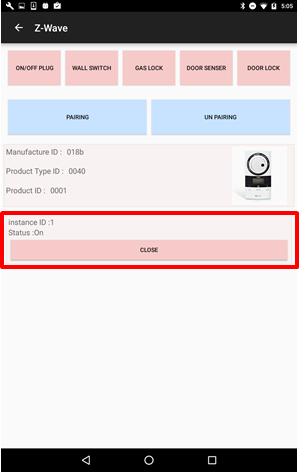 5:05
Z-Wave
ON/OFF PLUG
WALL SWITCH
GAS LOCK
DOOR SENSER
DOOR LOCK
PAIRING
UN PAIRING
Manufacture ID : 018b
Product Type ID : 0040
Product ID : 0001
Instance ID :1
Status :On
CLOSE